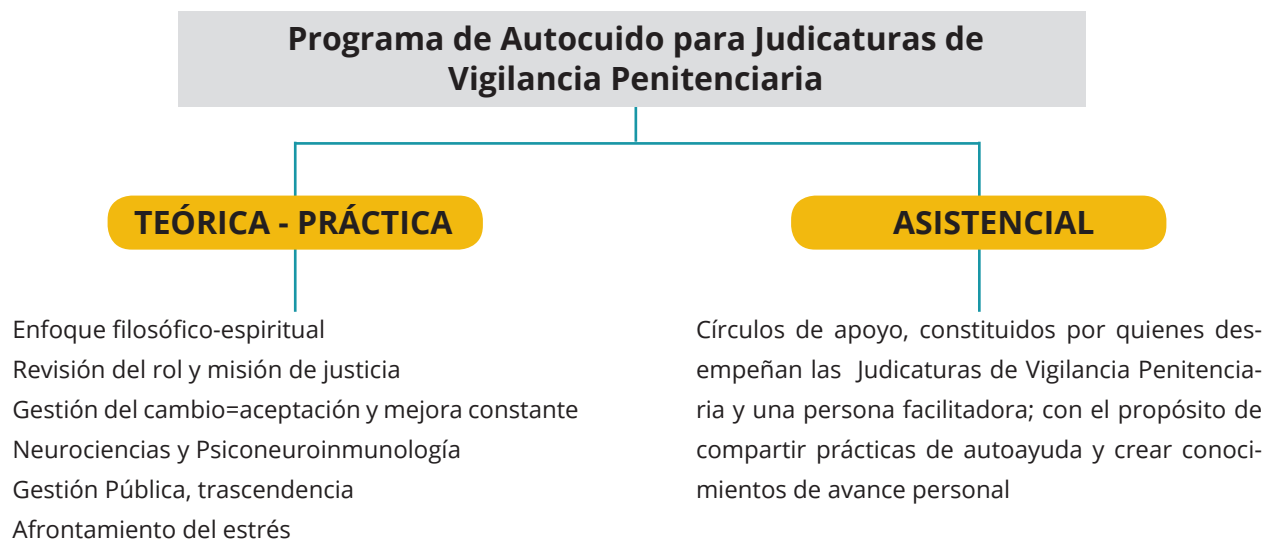 Programa de Autocuido para Judicaturas de
Vigilancia Penitenciaria
TEÓRICA - PRÁCTICA
Enfoque filosófico-espiritual
Revisión del rol y misión de justicia
Gestión del cambio=aceptación y mejora constante
Neurociencias y Psiconeuroinmunología
Gestión Pública, trascendencia
Afrontamiento del estrés
ASISTENCIAL
Círculos de apoyo, constituidos por quienes des-
empeñan las Judicaturas de Vigilancia Penitencia-
ria y una persona facilitadora; con el propósito de
compartir prácticas de autoayuda y crear conoci-
mientos de avance personal